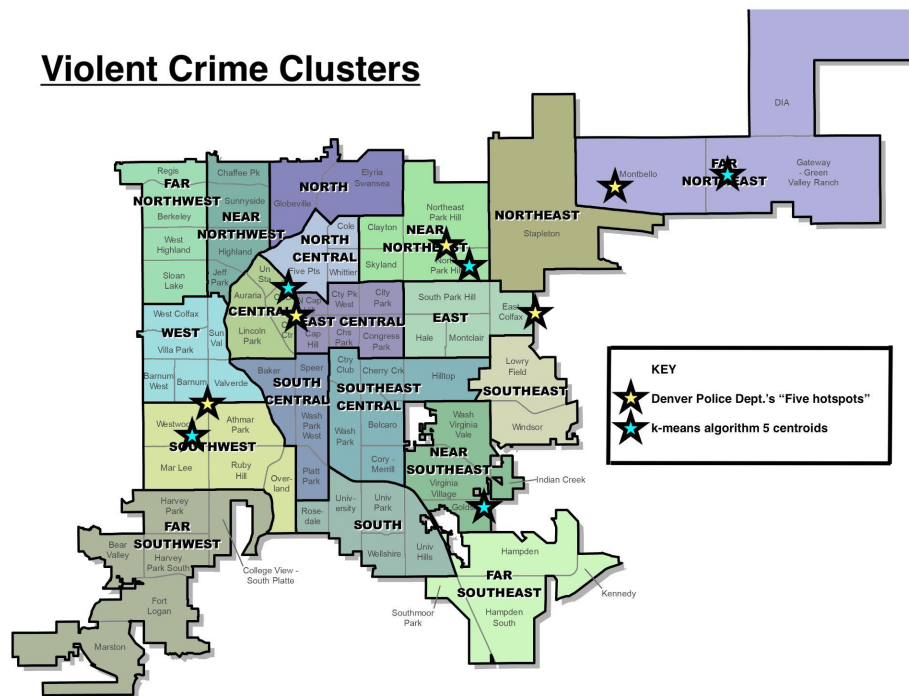 Violent Crime Clusters
DIA
Regis
Chaffee Pk
Elyria
Swansea
NORTH
FAR
NORTHWEST
Sunnyside
Globeville
Montbello
FAR
NORTHEAST
Gateway
- Green
Valley Ranch
Berkeley
NEAR
NORTHWEST
Cole
Clayton
Northeast
Park Hill
NEAR
NORTHEAST
NORTHEAST
Stapleton
West
Highland
Highland
NORTH
CENTRAL
Five Pts
Whittier
Skyland
North
Park Hill
Sloan
Lake
Jeff
Park
Un
Sta
Auraria
CENTRAL
Lincoln
Park
Cty Pk
West
City
Park
South Park Hill
East
Colfax
West Colfax
WEST
Sun
Val
Villa Park
EAST CENTRAL
Cap
Hill
Chs
Park
Congress
Park
EAST
Hale
Montclair
KEY
Denver Police Dept.'s “Five hotspots”
k-means algorithm 5 centroids
Barnum
West
Barnum
Valverde
Baker
Speer
SOUTH
CENTRAL
Ctry
Club
Cherry Crk
SOUTHEAST
CENTRAL
Hilltop
Lowry
Field
SOUTHEAST
Windsor
Westwood
Athmar
Park
SOUTHWEST
Wash
Park
West
Wash
Park
Belcaro
Wash
Virginia
Vale
Mar Lee
Ruby
Hill
Platt
Park
Cory -
Merrill
NEAR
SOUTHEAST
Virginia
Village
Indian Creek
Over-
land
Harvey
Park
Rose-
dale
Univ-
ersity
Univ
Park
SOUTH
FAR
SOUTHWEST
Bear
Valley
Harvey
Park South
College View -
South Platte
Wellshire
Univ
Hills
Hampden
FAR
SOUTHEAST
Kennedy
Fort
Logan
Southmoor
Park
Hampden
South
Marston